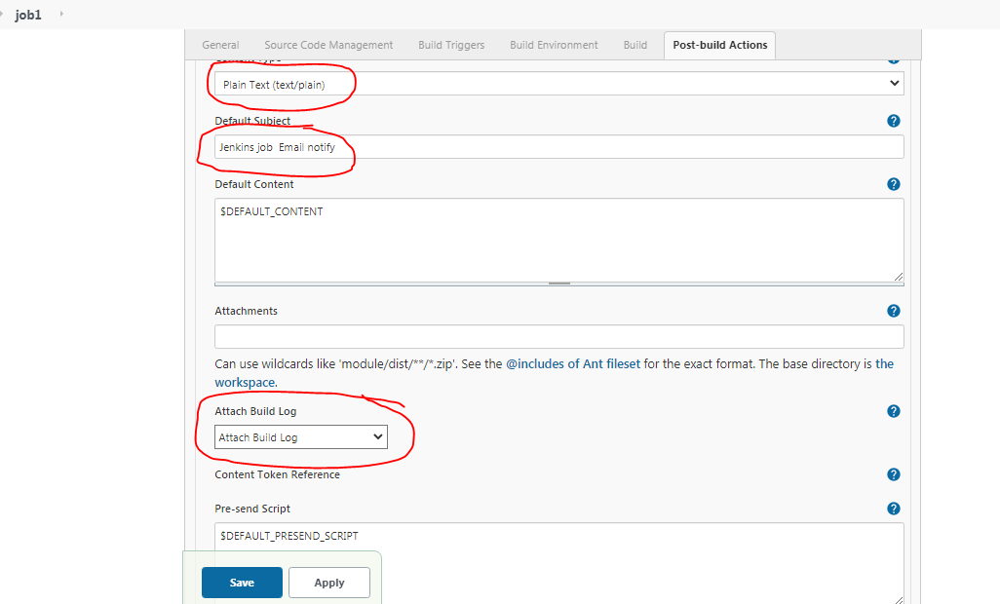 job1
General Source Code Management Build Triggers Build Environment Build Post-build Actions
Content Type
Plain Text (text/plain)
Default Subject
Jenkins job  Email notify
Default Content
$DEFAULT_CONTENT
Attachments
Can use wildcards like 'module/dist/**/*.zip'. See the @includes of Ant fileset for the exact format. The base directory is the
workspace.
Attach Build Log
Attach Build Log
Content Token Reference
Pre-send Script
$DEFAULT_PRESEND_SCRIPT
Save Apply